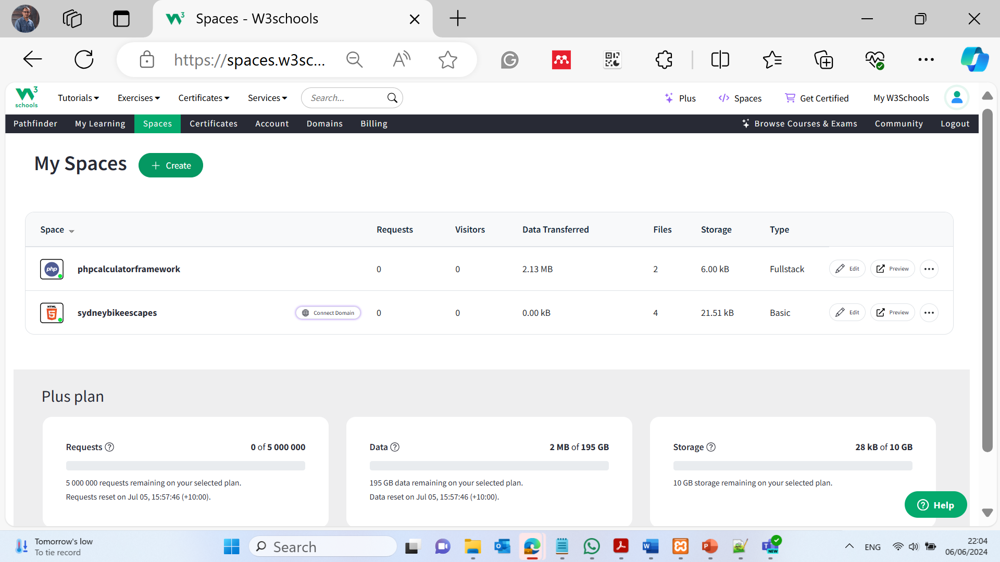 Spaces - W3schools
https://spaces.w3sc...
W3 schools
Tutorials
Exercises
Certificates
Services
Search...
Plus
Spaces
Get Certified
My W3Schools
Pathfinder
My Learning
Spaces
Certificates
Account
Domains
Billing
Browse Courses & Exams
Community
Logout
My Spaces
+ Create
Space Requests Visitors Data Transferred Files Storage Type
php phpcalculatorframework 0 0 2.13 MB 2 6.00 kB Fullstack Edit Preview
HTML 5 sydneybikeescapes Connect Domain 0 0 0.00 kB 4 21.51 kB Basic Edit Preview
Plus plan
Requests ? 0 of 5 000 000
5 000 000 requests remaining on your selected plan.
Requests reset on Jul 05, 15:57:46 (+10:00).
Data ? 2 MB of 195 GB
195 GB data remaining on your selected plan.
Data reset on Jul 05, 15:57:46 (+10:00).
Storage ? 28 kB of 10 GB
10 GB storage remaining on your selected plan.
? Help
Tomorrow's low
To tie record
Search
NEW
ENG
22:04
06/06/2024